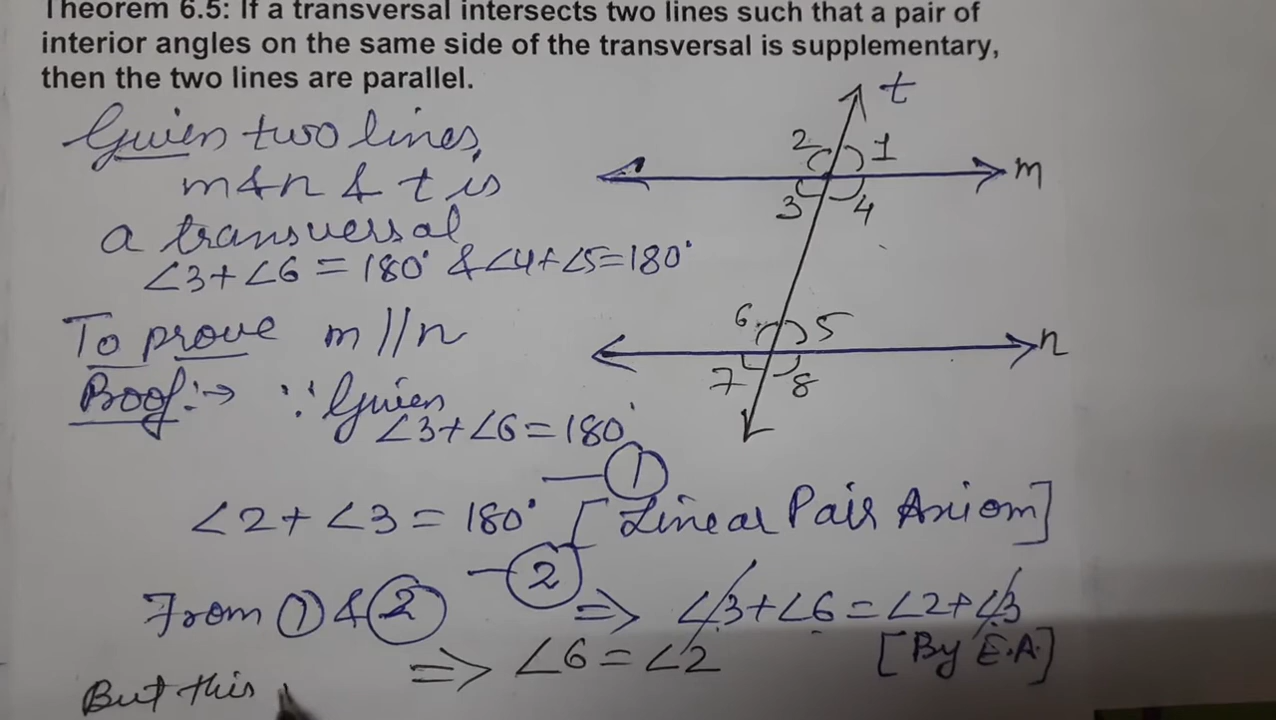 Theorem 6.5: If a transversal intersects two lines such that a pair of
interior angles on the same side of the transversal is supplementary,
then the two lines are parallel.
t
Given two lines,
2 1
m
m & n & t is
3 4
a transversal
∠3+∠6=180° & ∠4+∠5=180°
To prove m//n
6 5
n
7 8
Proof:→ ∵ Given
∠3+∠6=180°
①
∠2+∠3=180° [Linear Pair Axiom]
②
From ① & ② ⇒ ∠3+∠6=∠2+∠3
⇒ ∠6=∠2 [By E.A.]
But this